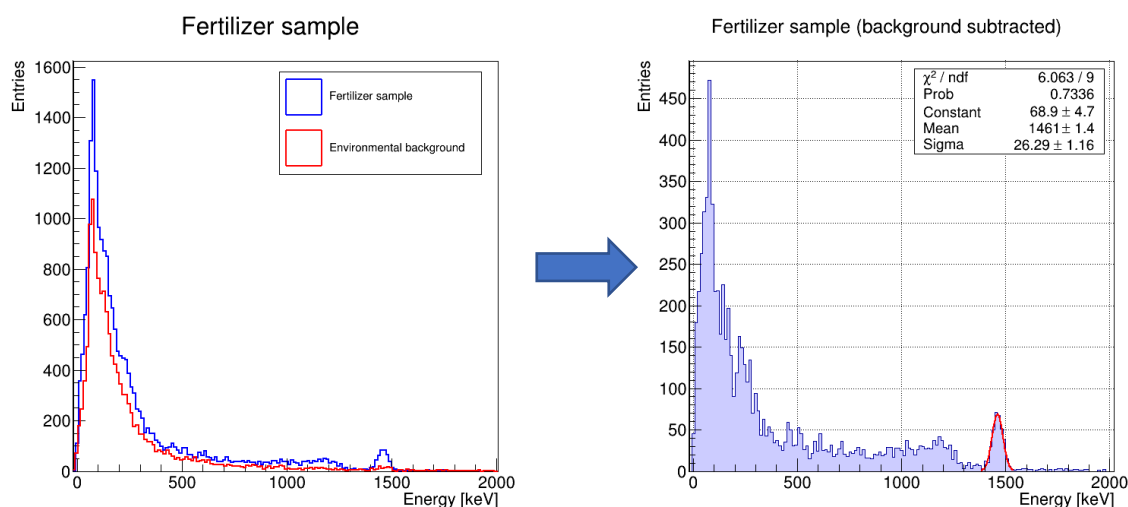 Fertilizer sample
Entries
1600
1400
1200
1000
800
600
400
200
0
Fertilizer sample
Environmental background
0 500 1000 1500 2000
Energy [keV]
Fertilizer sample (background subtracted)
Entries
450
400
350
300
250
200
150
100
50
0
χ² / ndf 6.063 / 9
Prob 0.7336
Constant 68.9 ± 4.7
Mean 1461 ± 1.4
Sigma 26.29 ± 1.16
0 500 1000 1500 2000
Energy [keV]